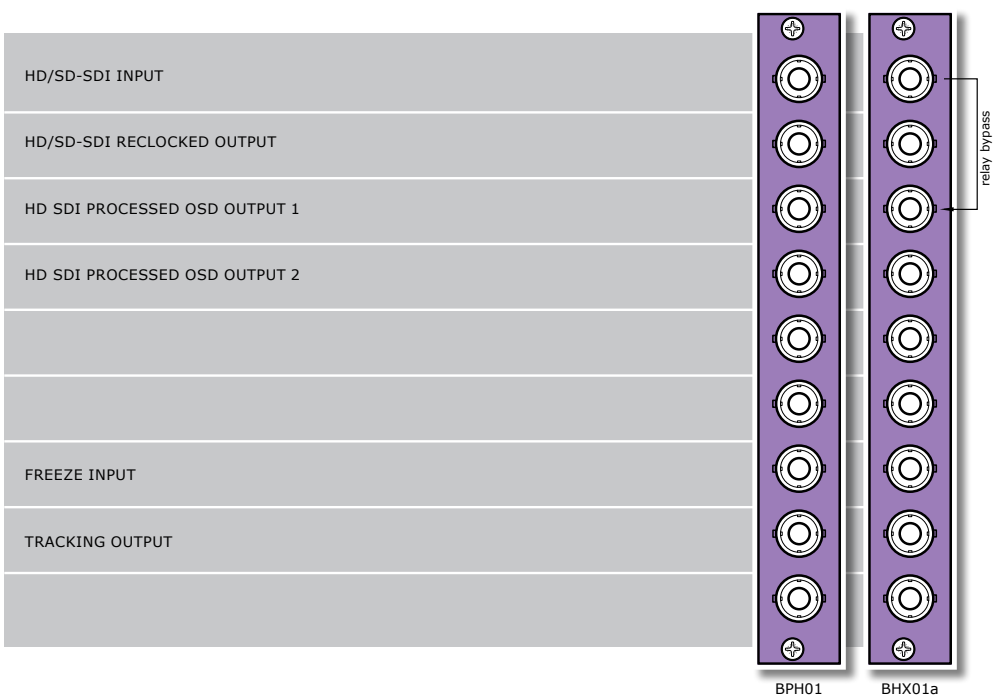 HD/SD-SDI INPUT
HD/SD-SDI RECLOCKED OUTPUT
HD SDI PROCESSED OSD OUTPUT 1
HD SDI PROCESSED OSD OUTPUT 2
FREEZE INPUT
TRACKING OUTPUT
relay bypass
BPH01
BHX01a